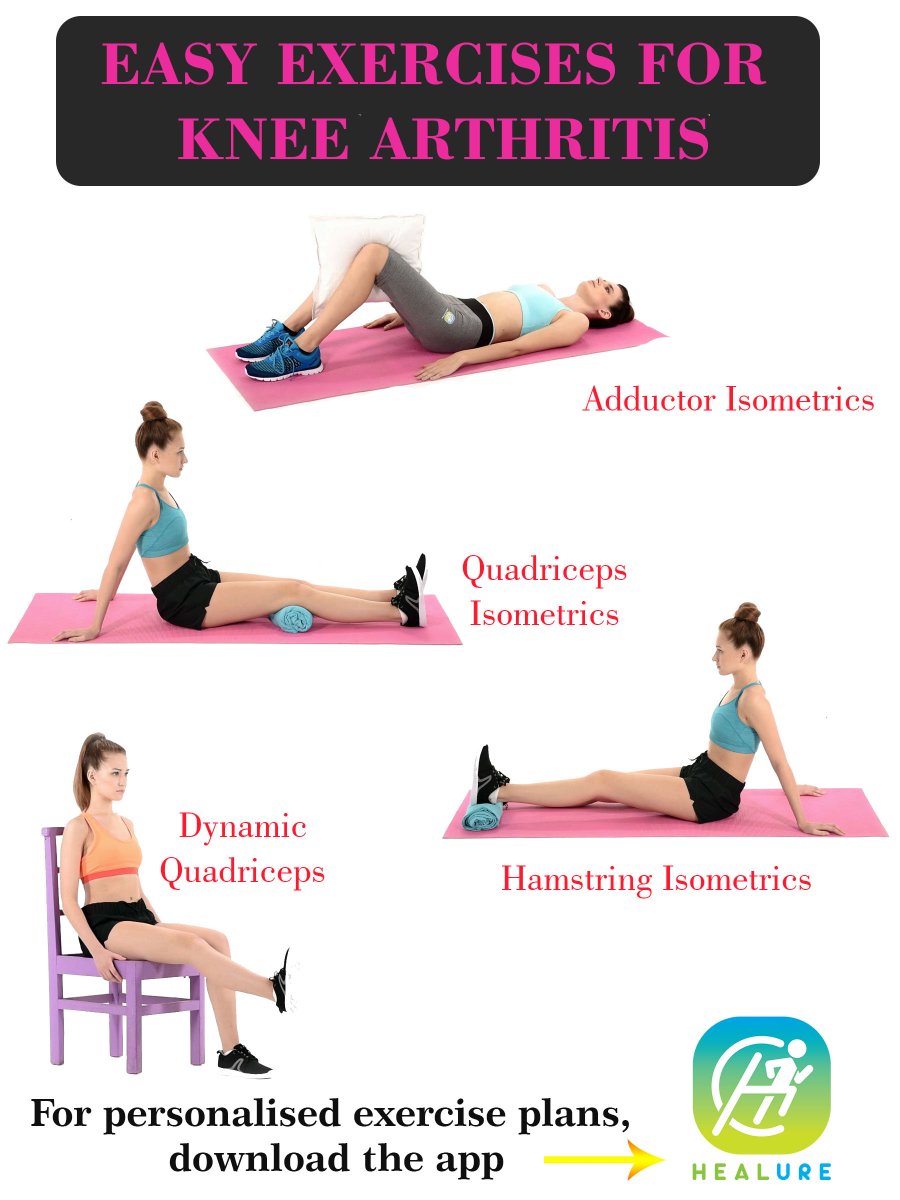 EASY EXERCISES FOR
KNEE ARTHRITIS
Adductor Isometrics
Quadriceps
Isometrics
Dynamic
Quadriceps
Hamstring Isometrics
For personalised exercise plans,
download the app
HEALURE